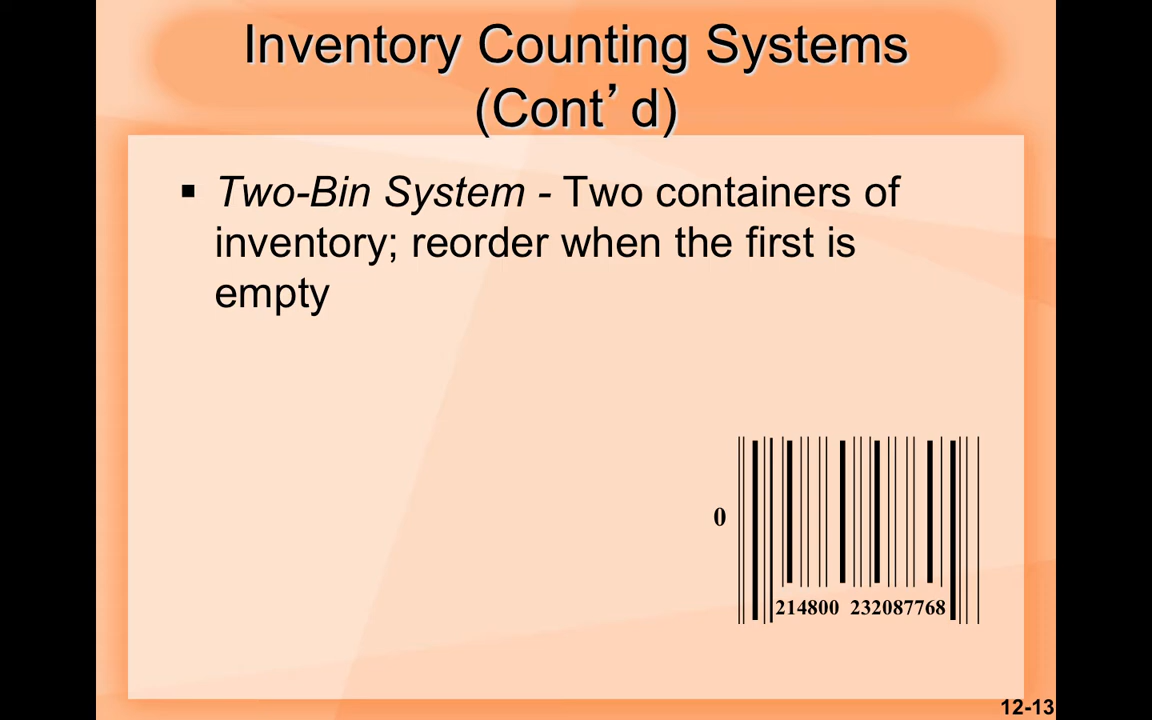 Inventory Counting Systems
(Cont’d)
▪ Two-Bin System - Two containers of
inventory; reorder when the first is
empty
0
214800 232087768
12-13